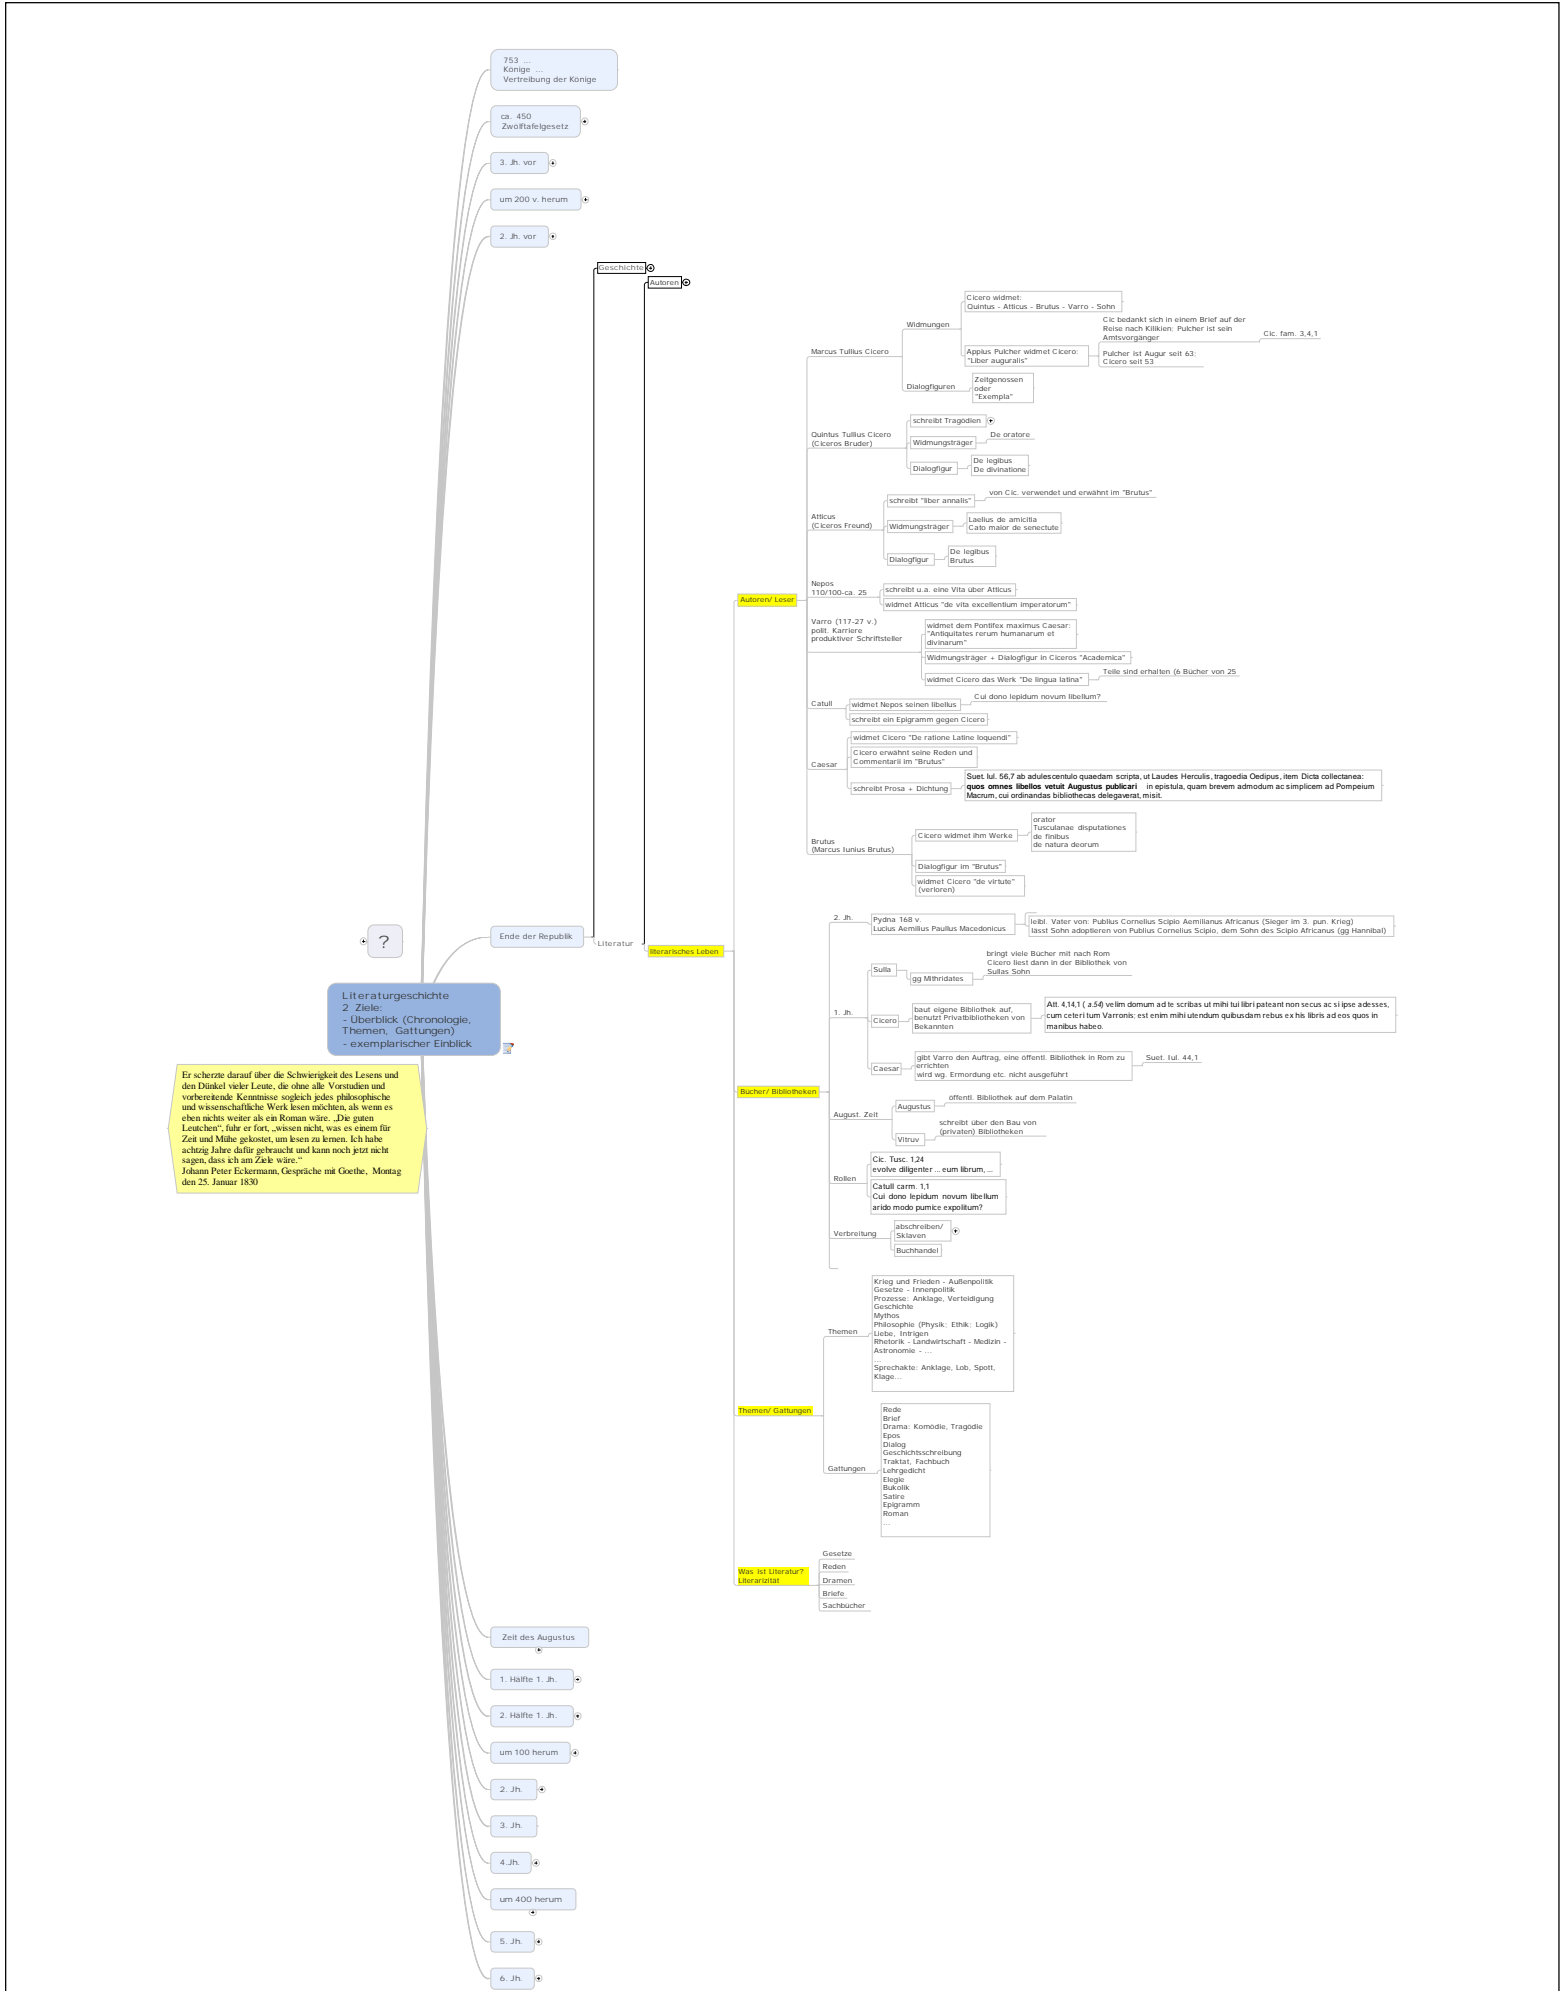 753 ...
Könige ...
Vertreibung der Könige
ca. 450
Zwölftafelgesetz
3. Jh. vor
um 200 v. herum
2. Jh. vor
Geschichte
Autoren
Cicero widmet:
Quintus - Atticus - Brutus - Varro - Sohn
Widmungen
Cic bedankt sich in einem Brief auf der
Reise nach Kilikien; Pulcher ist sein
Amtsvorgänger
Cic. fam. 3,4,1
Marcus Tullius Cicero
Appius Pulcher widmet Cicero:
"Liber auguralis"
Pulcher ist Augur seit 63;
Cicero seit 53
Dialogfiguren
Zeitgenossen
oder
"Exempla"
Quintus Tullius Cicero
(Ciceros Bruder)
schreibt Tragödien
Widmungsträger
De oratore
Dialogfigur
De legibus
De divinatione
Atticus
(Ciceros Freund)
schreibt "liber annalis"
von Cic. verwendet und erwähnt im "Brutus"
Widmungsträger
Laelius de amicitia
Cato maior de senectute
Dialogfigur
De legibus
Brutus
Autoren/ Leser
Nepos
110/100-ca. 25
schreibt u.a. eine Vita über Atticus
widmet Atticus "de vita excellentium imperatorum"
Varro (117-27 v.)
polit. Karriere
produktiver Schriftsteller
widmet dem Pontifex maximus Caesar:
"Antiquitates rerum humanarum et
divinarum"
Widmungsträger + Dialogfigur in Ciceros "Academica"
widmet Cicero das Werk "De lingua latina"
Teile sind erhalten (6 Bücher von 25
Catull
widmet Nepos seinen libellus
Cui dono lepidum novum libellum?
schreibt ein Epigramm gegen Cicero
Caesar
widmet Cicero "De ratione Latine loquendi"
Cicero erwähnt seine Reden und
Commentarii im "Brutus"
schreibt Prosa + Dichtung
Suet. Iul. 56,7 ab adulescentulo quaedam scripta, ut Laudes Herculis, tragoedia Oedipus, item Dicta collectanea:
quos omnes libellos vetuit Augustus publicari in epistula, quam brevem admodum ac simplicem ad Pompeium
Macrum, cui ordinandas bibliothecas delegaverat, misit.
Brutus
(Marcus Iunius Brutus)
Cicero widmet ihm Werke
orator
Tusculanae disputationes
de finibus
de natura deorum
Dialogfigur im "Brutus"
widmet Cicero "de virtute"
(verloren)
?
Ende der Republik
Literatur
literarisches Leben
2. Jh.
Pydna 168 v.
Lucius Aemilius Paullus Macedonicus
leibl. Vater von: Publius Cornelius Scipio Aemilianus Africanus (Sieger im 3. pun. Krieg)
lässt Sohn adoptieren von Publius Cornelius Scipio, dem Sohn des Scipio Africanus (gg Hannibal)
Sulla
gg Mithridates
bringt viele Bücher mit nach Rom
Cicero liest dann in der Bibliothek von
Sullas Sohn
1. Jh.
Cicero
baut eigene Bibliothek auf,
benutzt Privatbibliotheken von
Bekannten
Att. 4,14,1 ( a.54) velim domum ad te scribas ut mihi tui libri pateant non secus ac si ipse adesses,
cum ceteri tum Varronis; est enim mihi utendum quibusdam rebus ex his libris ad eos quos in
manibus habeo.
Caesar
gibt Varro den Auftrag, eine öffentl. Bibliothek in Rom zu
errichten
wird wg. Ermordung etc. nicht ausgeführt
Suet. Iul. 44,1
Literaturgeschichte
2 Ziele:
- Überblick (Chronologie,
Themen, Gattungen)
- exemplarischer Einblick
Er scherzte darauf über die Schwierigkeit des Lesens und
den Dünkel vieler Leute, die ohne alle Vorstudien und
vorbereitende Kenntnisse sogleich jedes philosophische
und wissenschaftliche Werk lesen möchten, als wenn es
eben nichts weiter als ein Roman wäre. „Die guten
Leutchen“, fuhr er fort, „wissen nicht, was es einem für
Zeit und Mühe gekostet, um lesen zu lernen. Ich habe
achtzig Jahre dafür gebraucht und kann noch jetzt nicht
sagen, dass ich am Ziele wäre.“
Johann Peter Eckermann, Gespräche mit Goethe, Montag
den 25. Januar 1830
Bücher/ Bibliotheken
August. Zeit
Augustus
öffentl. Bibliothek auf dem Palatin
Vitruv
schreibt über den Bau von
(privaten) Bibliotheken
Rollen
Cic. Tusc. 1,24
evolve diligenter ... eum librum, ...
Catull carm. 1,1
Cui dono lepidum novum libellum
arido modo pumice expolitum?
Verbreitung
abschreiben/
Sklaven
Buchhandel
Themen/ Gattungen
Themen
Krieg und Frieden - Außenpolitik
Gesetze - Innenpolitik
Prozesse: Anklage, Verteidigung
Geschichte
Mythos
Philosophie (Physik; Ethik; Logik)
Liebe, Intrigen
Rhetorik - Landwirtschaft - Medizin -
Astronomie - ...
...
Sprechakte: Anklage, Lob, Spott,
Klage...
Gattungen
Rede
Brief
Drama: Komödie, Tragödie
Epos
Dialog
Geschichtsschreibung
Traktat, Fachbuch
Lehrgedicht
Elegie
Bukolik
Satire
Epigramm
Roman
...
Was ist Literatur?
Literarizität
Gesetze
Reden
Dramen
Briefe
Sachbücher
Zeit des Augustus
1. Hälfte 1. Jh.
2. Hälfte 1. Jh.
um 100 herum
2. Jh.
3. Jh.
4.Jh.
um 400 herum
5. Jh.
6. Jh.